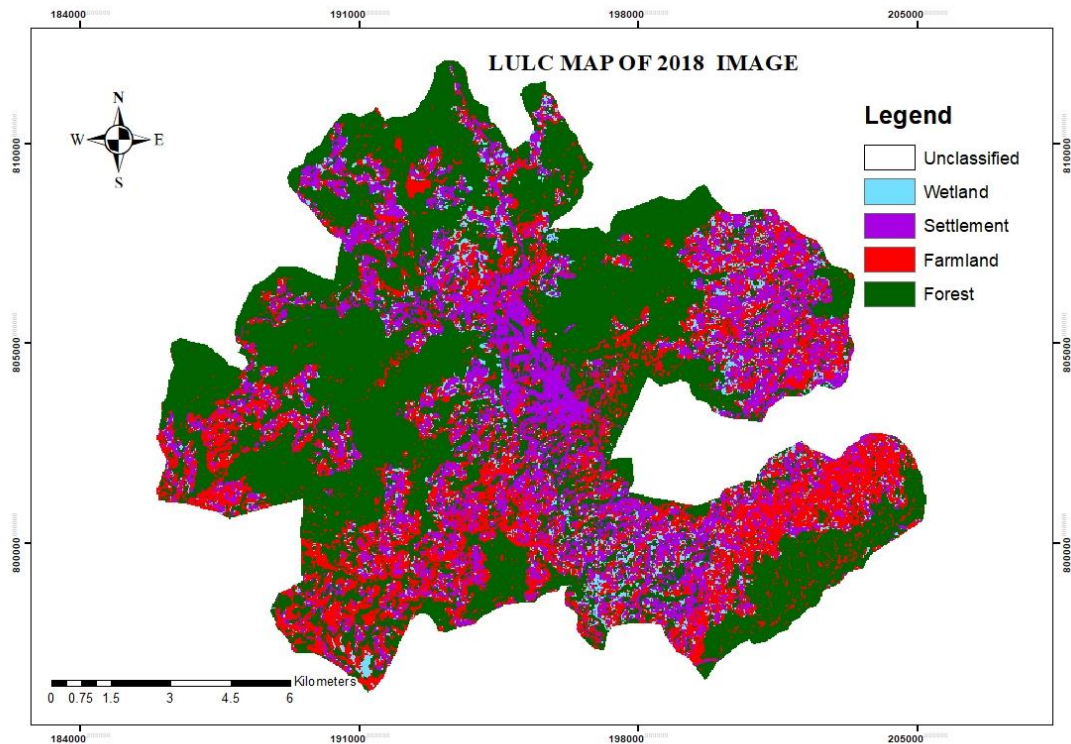 184000 191000 198000 205000
LULC MAP OF 2018 IMAGE
N
W E
S
Legend
Unclassified
Wetland
Settlement
Farmland
Forest
810000 810000
805000 805000
800000 800000
Kilometers
0 0.75 1.5 3 4.5 6
184000 191000 198000 205000